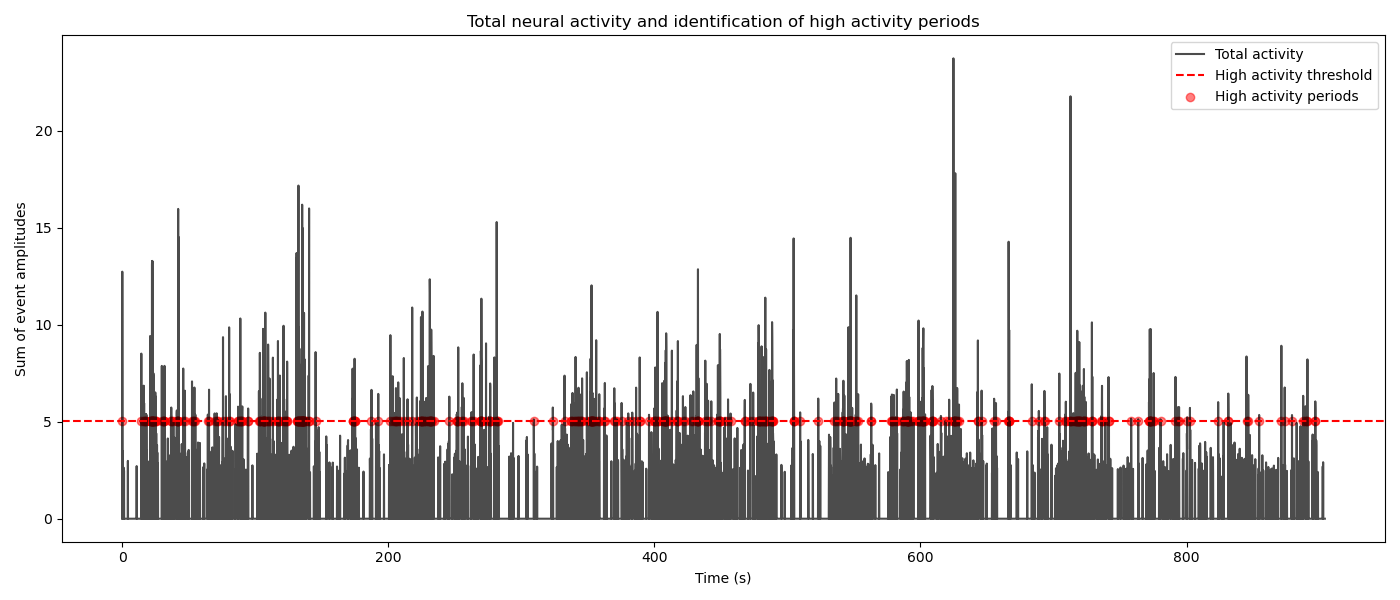 Total neural activity and identification of high activity periods
Total activity
High activity threshold
High activity periods
Sum of event amplitudes
20
15
10
5
0
0 200 400 600 800
Time (s)